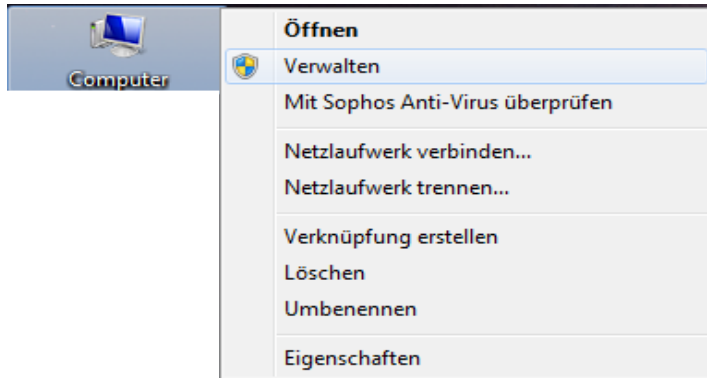 Computer
Öffnen
Verwalten
Mit Sophos Anti-Virus überprüfen
Netzlaufwerk verbinden...
Netzlaufwerk trennen...
Verknüpfung erstellen
Löschen
Umbenennen
Eigenschaften